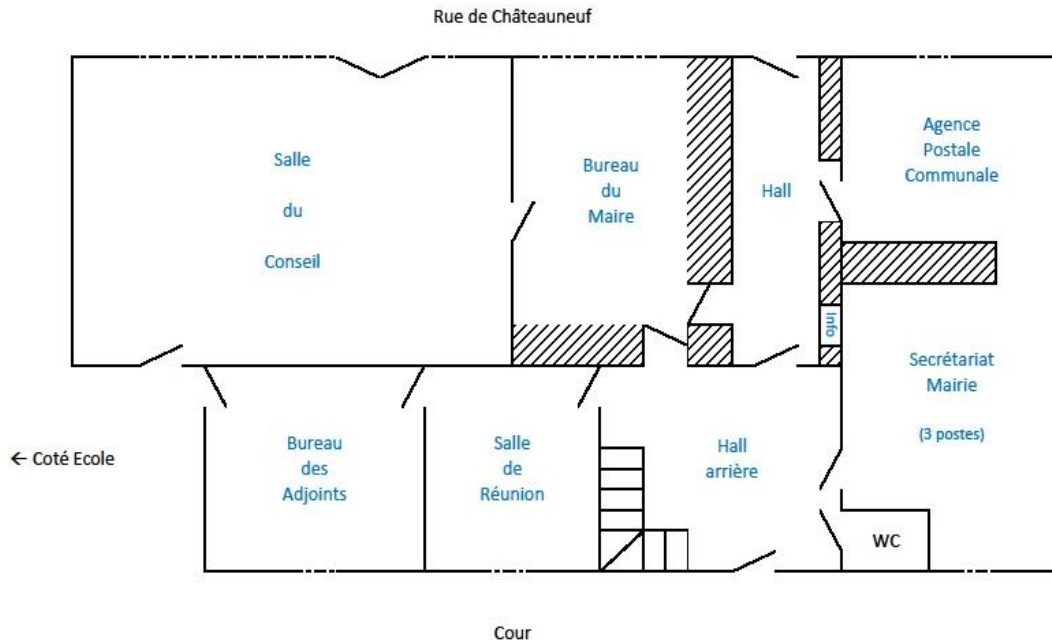 Rue de Châteauneuf
Salle
du
Conseil
Bureau
du
Maire
Hall
Agence
Postale
Communale
Info
Secrétariat
Mairie
(3 postes)
← Coté Ecole
Bureau
des
Adjoints
Salle
de
Réunion
Hall
arrière
WC
Cour